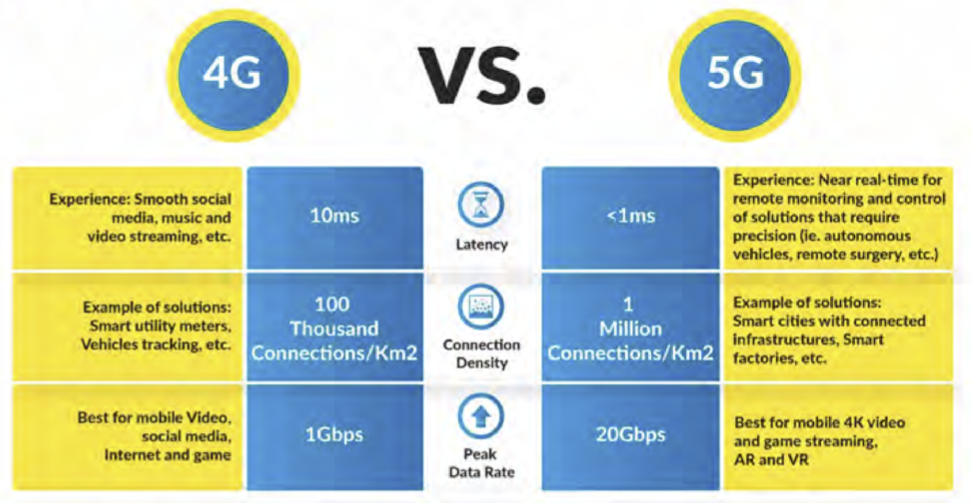 4G
VS.
5G
Experience: Smooth social
media, music and
video streaming, etc.
10ms
Latency
<1ms
Experience: Near real-time for
remote monitoring and control
of solutions that require
precision (ie. autonomous
vehicles, remote surgery, etc.)
Example of solutions:
Smart utility meters,
Vehicles tracking, etc.
100
Thousand
Connections/Km2
Connection
Density
1
Million
Connections/Km2
Example of solutions:
Smart cities with connected
infrastructures, Smart
factories, etc.
Best for mobile Video,
social media,
Internet and game
1Gbps
Peak
Data Rate
20Gbps
Best for mobile 4K video
and game streaming,
AR and VR